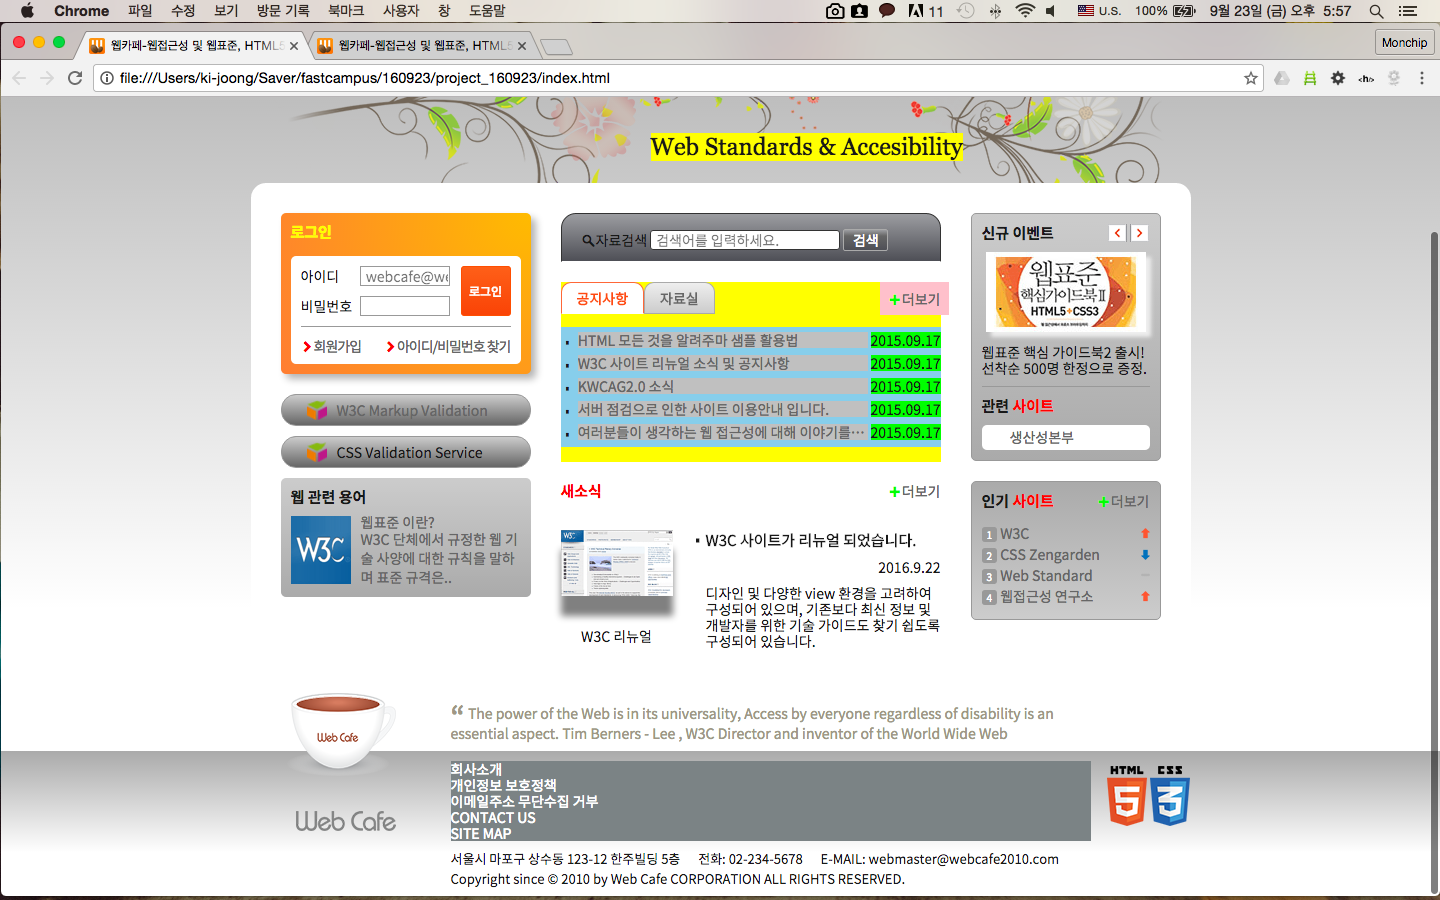 Chrome 파일 수정 보기 방문 기록 북마크 사용자 창 도움말 11 U.S. 100% 9월 23일 (금) 오후 5:57
웹카페-웹접근성 및 웹표준, HTML5 웹카페-웹접근성 및 웹표준, HTML5 Monchip
file:///Users/ki-joong/Saver/fastcampus/160923/project_160923/index.html
Web Standards & Accesibility
로그인
아이디 webcafe@we
비밀번호
로그인
회원가입 아이디/비밀번호 찾기
W3C Markup Validation
CSS Validation Service
웹 관련 용어
W3C
웹표준 이란?
W3C 단체에서 규정한 웹 기
술 사양에 대한 규칙을 말하
며 표준 규격은..
자료검색 검색어를 입력하세요. 검색
공지사항 자료실 더보기
HTML 모든 것을 알려주마 샘플 활용법 2015.09.17
W3C 사이트 리뉴얼 소식 및 공지사항 2015.09.17
KWCAG2.0 소식 2015.09.17
서버 점검으로 인한 사이트 이용안내 입니다. 2015.09.17
여러분들이 생각하는 웹 접근성에 대해 이야기를… 2015.09.17
새소식 더보기
W3C
W3C 리뉴얼
W3C 사이트가 리뉴얼 되었습니다.
2016.9.22
디자인 및 다양한 view 환경을 고려하여
구성되어 있으며, 기존보다 최신 정보 및
개발자를 위한 기술 가이드도 찾기 쉽도록
구성되어 있습니다.
신규 이벤트
웹표준
핵심가이드북 II
HTML5+CSS3
웹표준 핵심 가이드북2 출시!
선착순 500명 한정으로 증정.
관련 사이트
생산성본부
인기 사이트 더보기
1 W3C
2 CSS Zengarden
3 Web Standard
4 웹접근성 연구소
Web Cafe
Web Cafe
“ The power of the Web is in its universality, Access by everyone regardless of disability is an
essential aspect. Tim Berners - Lee , W3C Director and inventor of the World Wide Web
회사소개
개인정보 보호정책
이메일주소 무단수집 거부
CONTACT US
SITE MAP
HTML CSS
5 3
서울시 마포구 상수동 123-12 한주빌딩 5층 전화: 02-234-5678 E-MAIL: webmaster@webcafe2010.com
Copyright since © 2010 by Web Cafe CORPORATION ALL RIGHTS RESERVED.